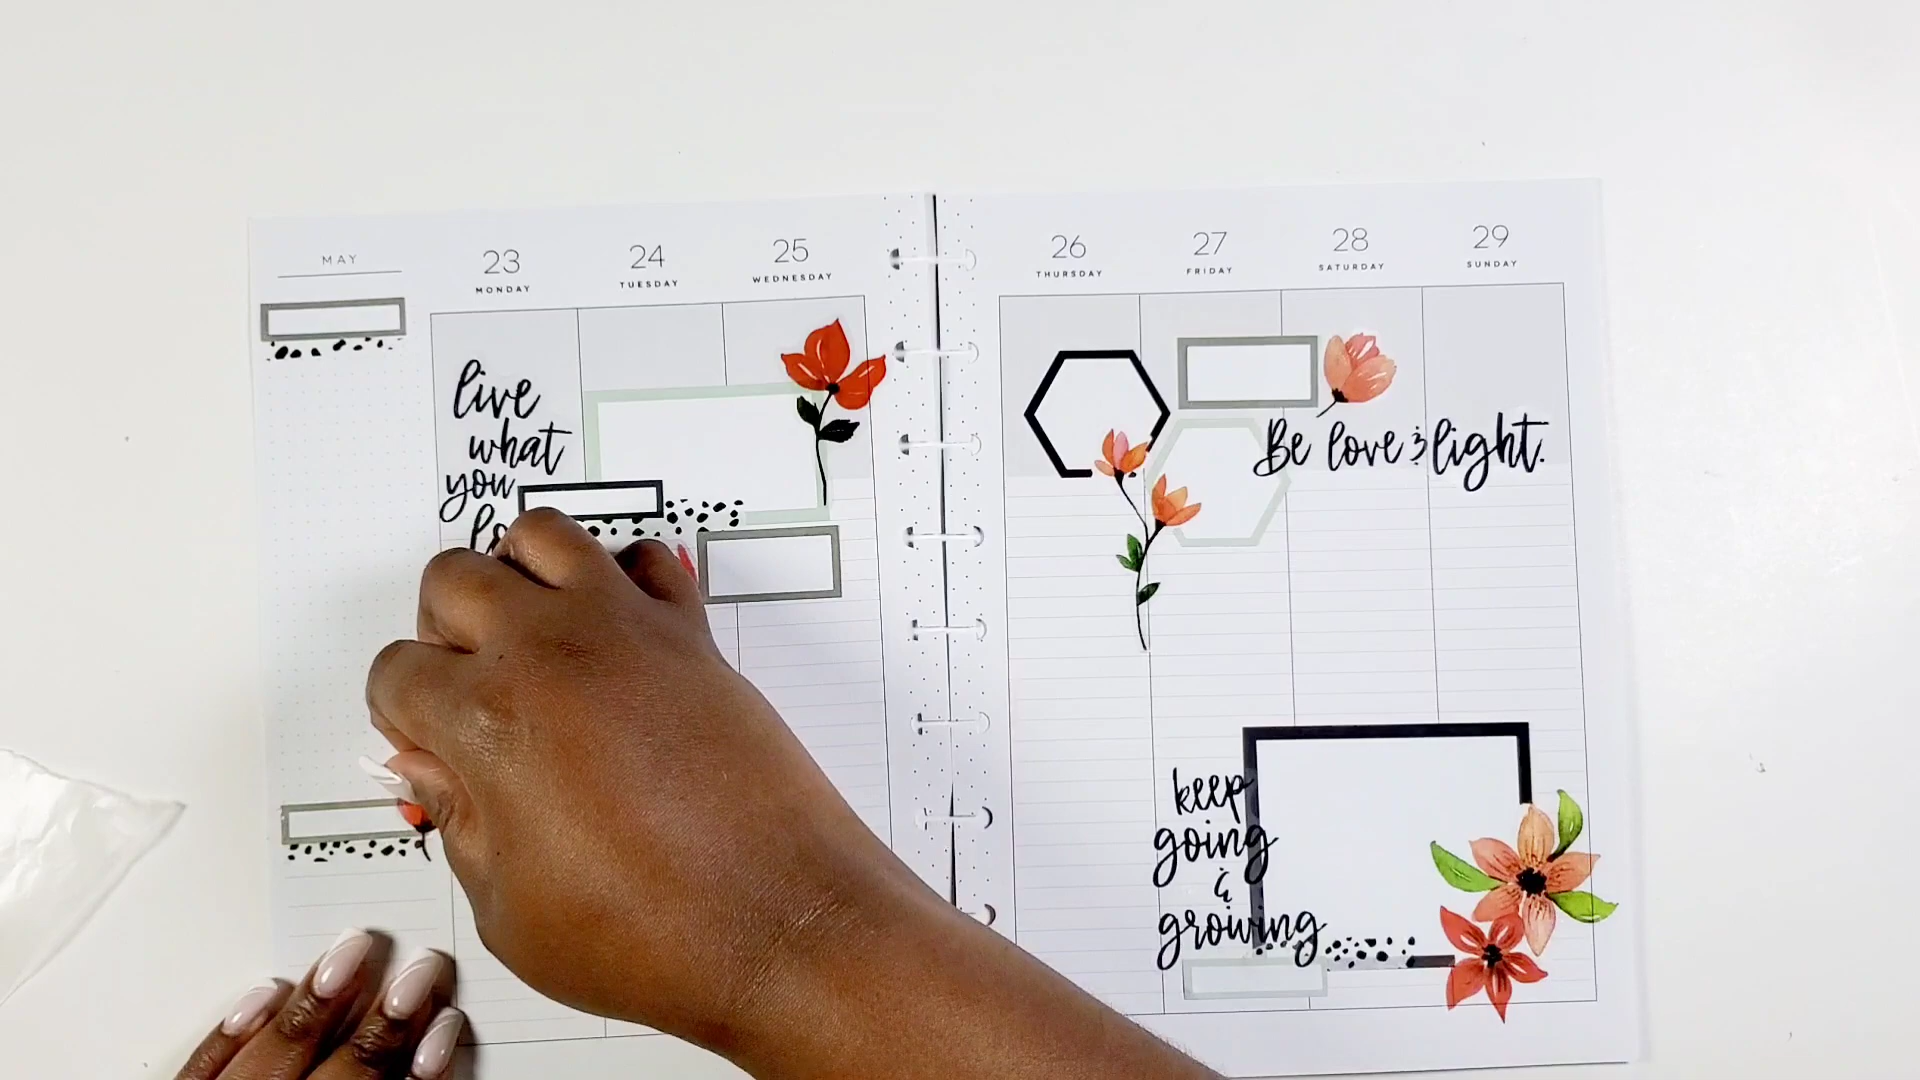 MAY
23
MONDAY
24
TUESDAY
25
WEDNESDAY
26
THURSDAY
27
FRIDAY
28
SATURDAY
29
SUNDAY
live
what
you
Be love & light.
keep
going
&
growing